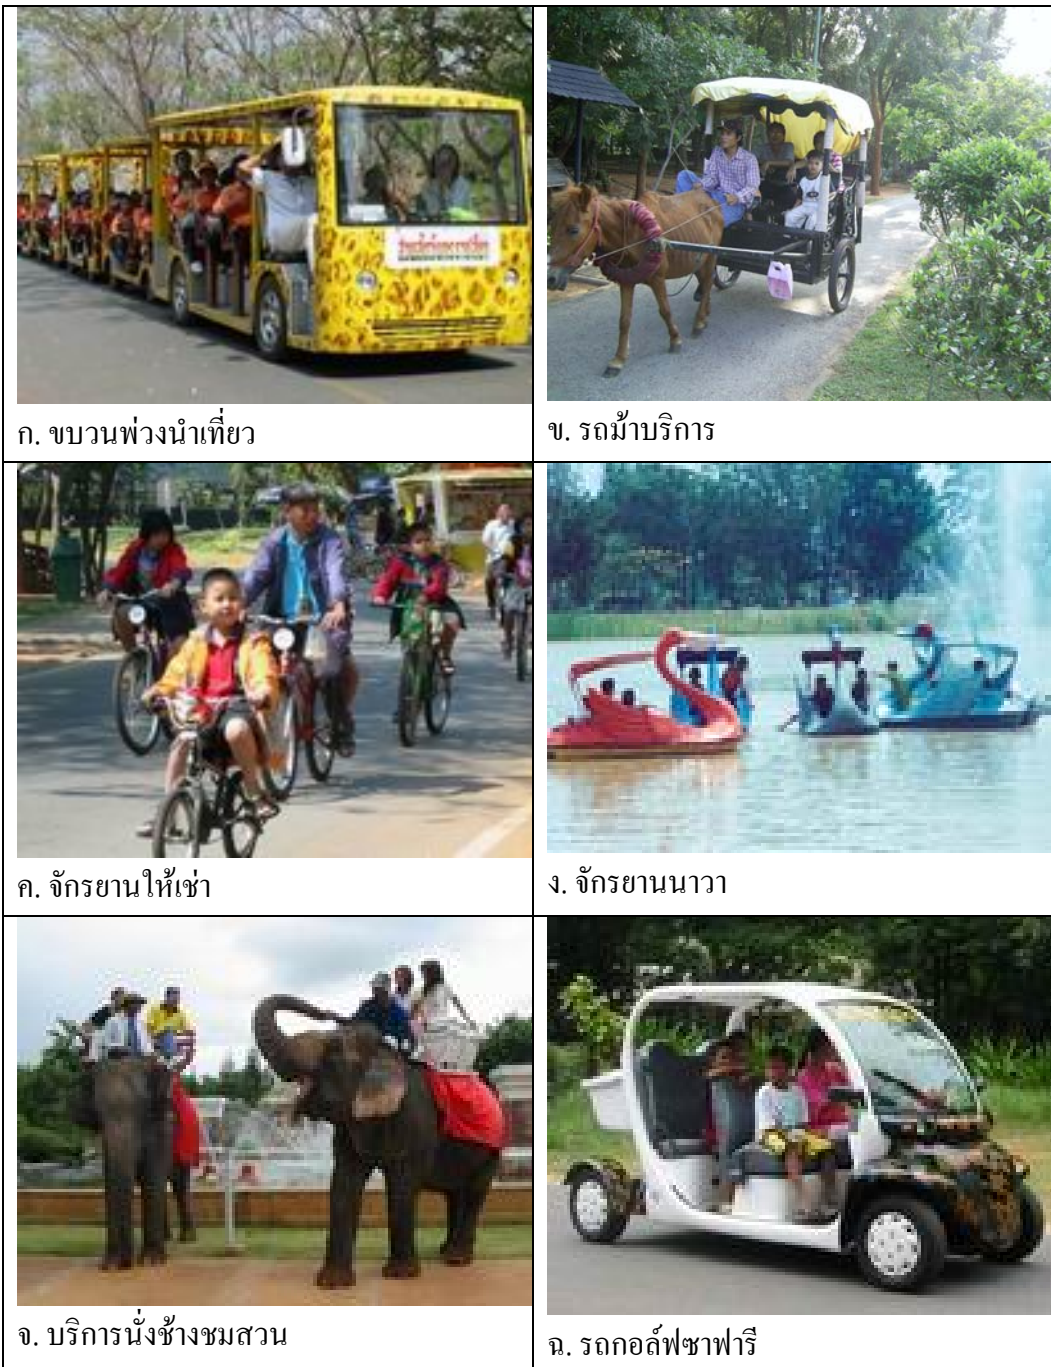 ก. ขบวนพ่วงนำเที่ยว
ข. รถม้าบริการ
ค. จักรยานให้เช่า
ง. จักรยานนาวา
จ. บริการนั่งช้างชมสวน
ฉ. รถกอล์ฟซาฟารี